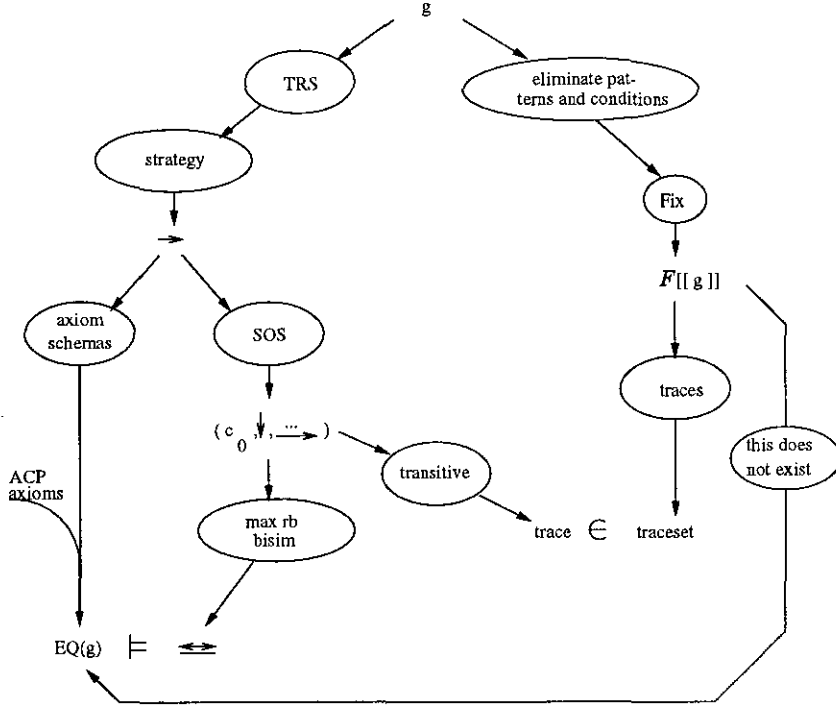 g
TRS
eliminate pat-
terns and conditions
strategy
Fix
→
F[[ g ]]
axiom
schemas
SOS
traces
( c 0 , ↓ , ···→ )
this does
not exist
transitive
ACP
axioms
max rb
bisim
trace ∈ traceset
EQ(g) ⊨ ↔